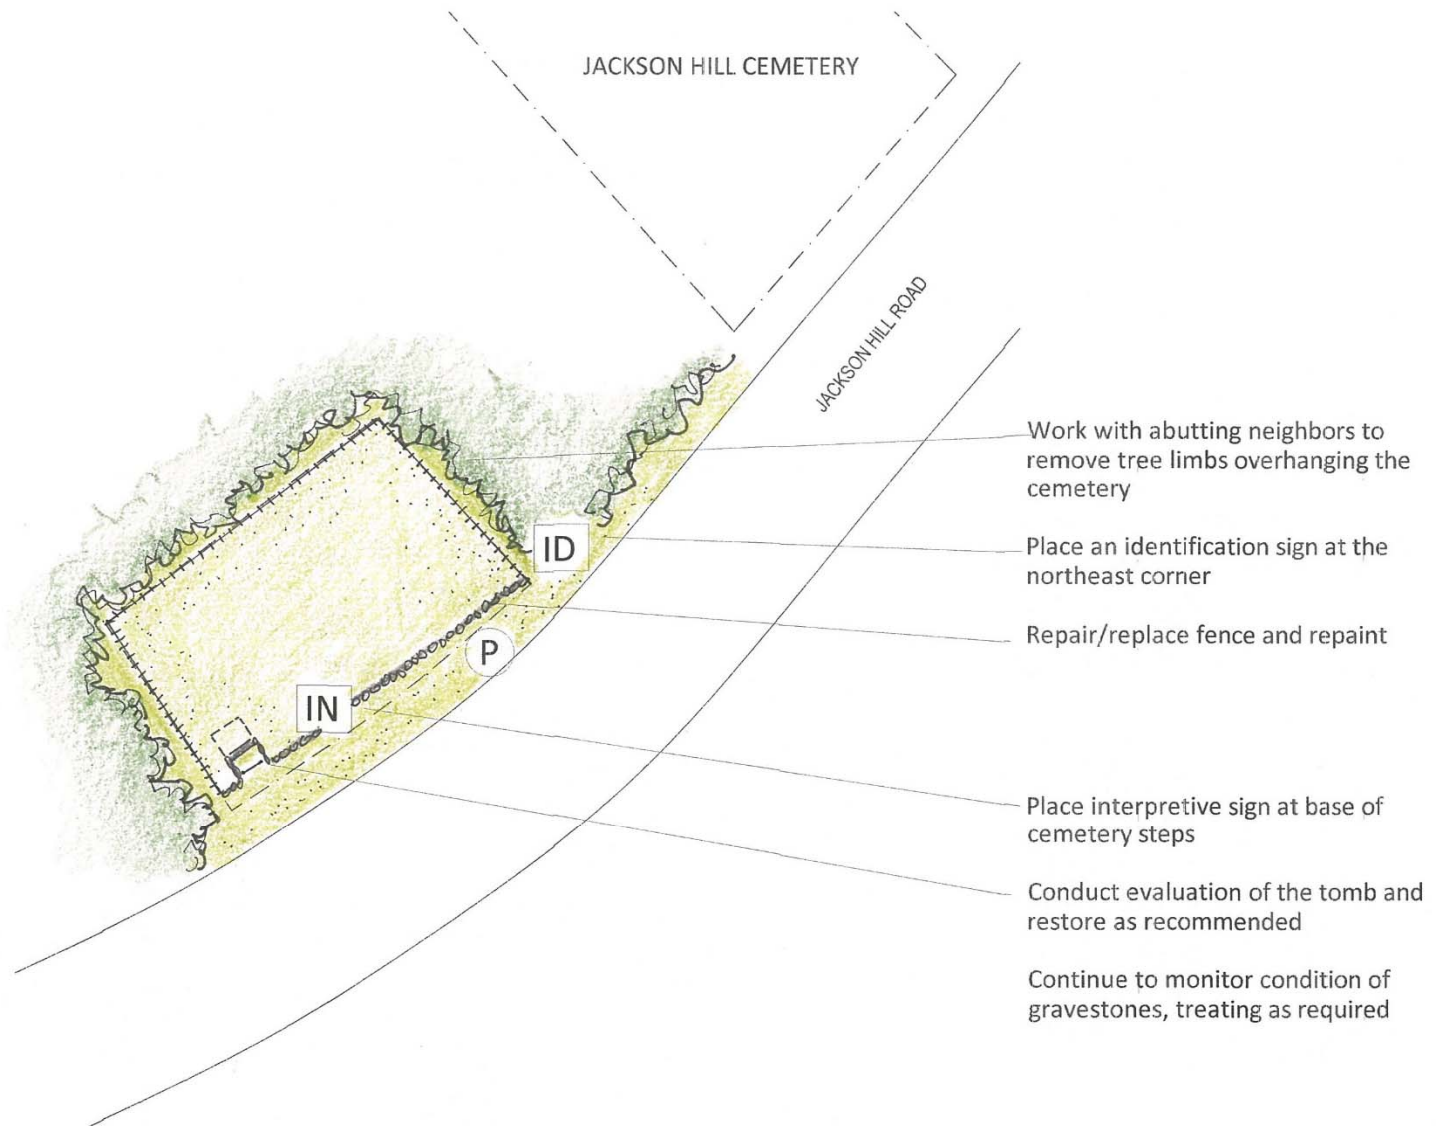 JACKSON HILL CEMETERY
JACKSON HILL ROAD
Work with abutting neighbors to
remove tree limbs overhanging the
cemetery
ID
Place an identification sign at the
northeast corner
Repair/replace fence and repaint
P
IN
Place interpretive sign at base of
cemetery steps
Conduct evaluation of the tomb and
restore as recommended
Continue to monitor condition of
gravestones, treating as required